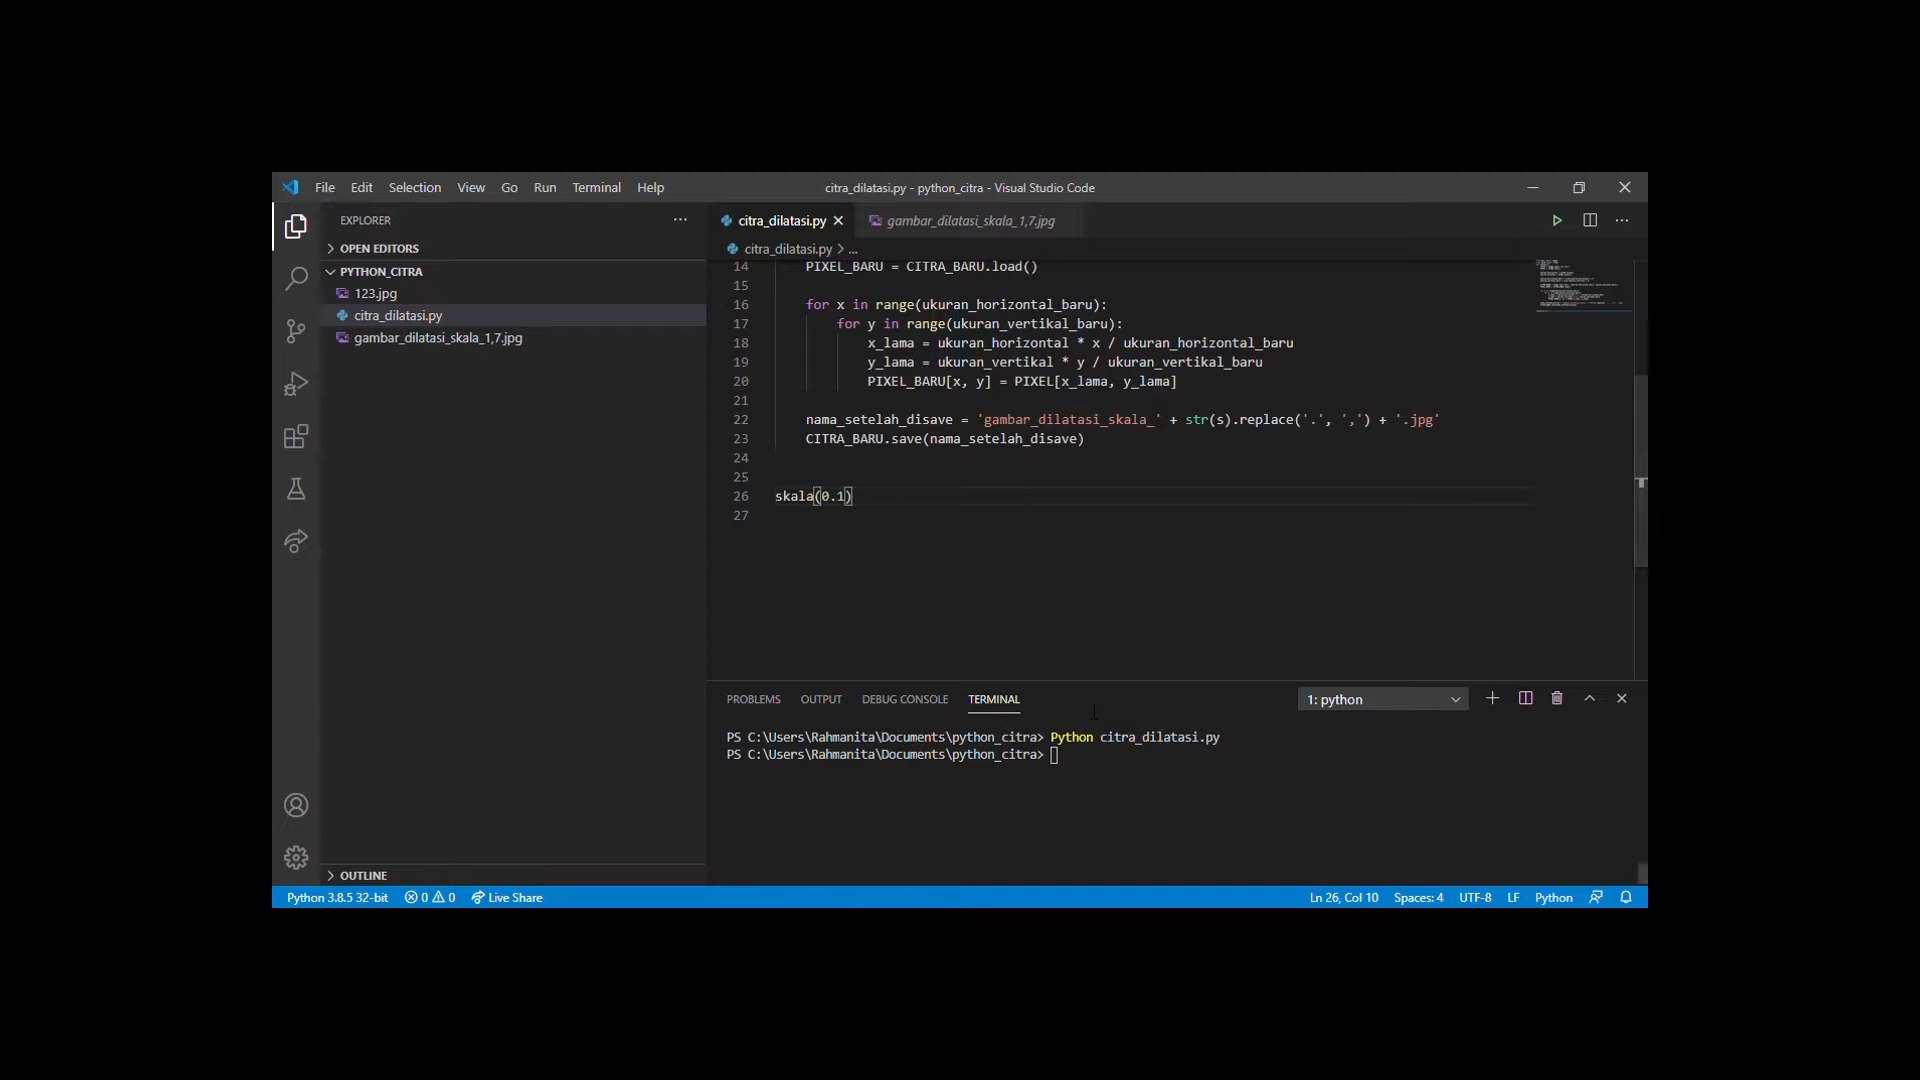 File Edit Selection View Go Run Terminal Help
citra_dilatasi.py - python_citra - Visual Studio Code
EXPLORER
OPEN EDITORS
PYTHON_CITRA
123.jpg
citra_dilatasi.py
gambar_dilatasi_skala_1,7.jpg
OUTLINE
citra_dilatasi.py
gambar_dilatasi_skala_1,7.jpg
citra_dilatasi.py > ...
14 PIXEL_BARU = CITRA_BARU.load()
15
16 for x in range(ukuran_horizontal_baru):
17 for y in range(ukuran_vertikal_baru):
18 x_lama = ukuran_horizontal * x / ukuran_horizontal_baru
19 y_lama = ukuran_vertikal * y / ukuran_vertikal_baru
20 PIXEL_BARU[x, y] = PIXEL[x_lama, y_lama]
21
22 nama_setelah_disave = 'gambar_dilatasi_skala_' + str(s).replace('.', ',') + '.jpg'
23 CITRA_BARU.save(nama_setelah_disave)
24
25
26 skala(0.1)
27
PROBLEMS OUTPUT DEBUG CONSOLE TERMINAL
1: python
PS C:\Users\Rahmanita\Documents\python_citra> Python citra_dilatasi.py
PS C:\Users\Rahmanita\Documents\python_citra>
Python 3.8.5 32-bit 0 0 Live Share Ln 26, Col 10 Spaces: 4 UTF-8 LF Python